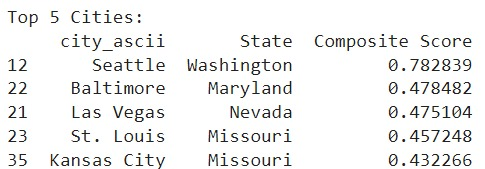 Top 5 Cities:
city_ascii State Composite Score
12 Seattle Washington 0.782839
22 Baltimore Maryland 0.478482
21 Las Vegas Nevada 0.475104
23 St. Louis Missouri 0.457248
35 Kansas City Missouri 0.432266